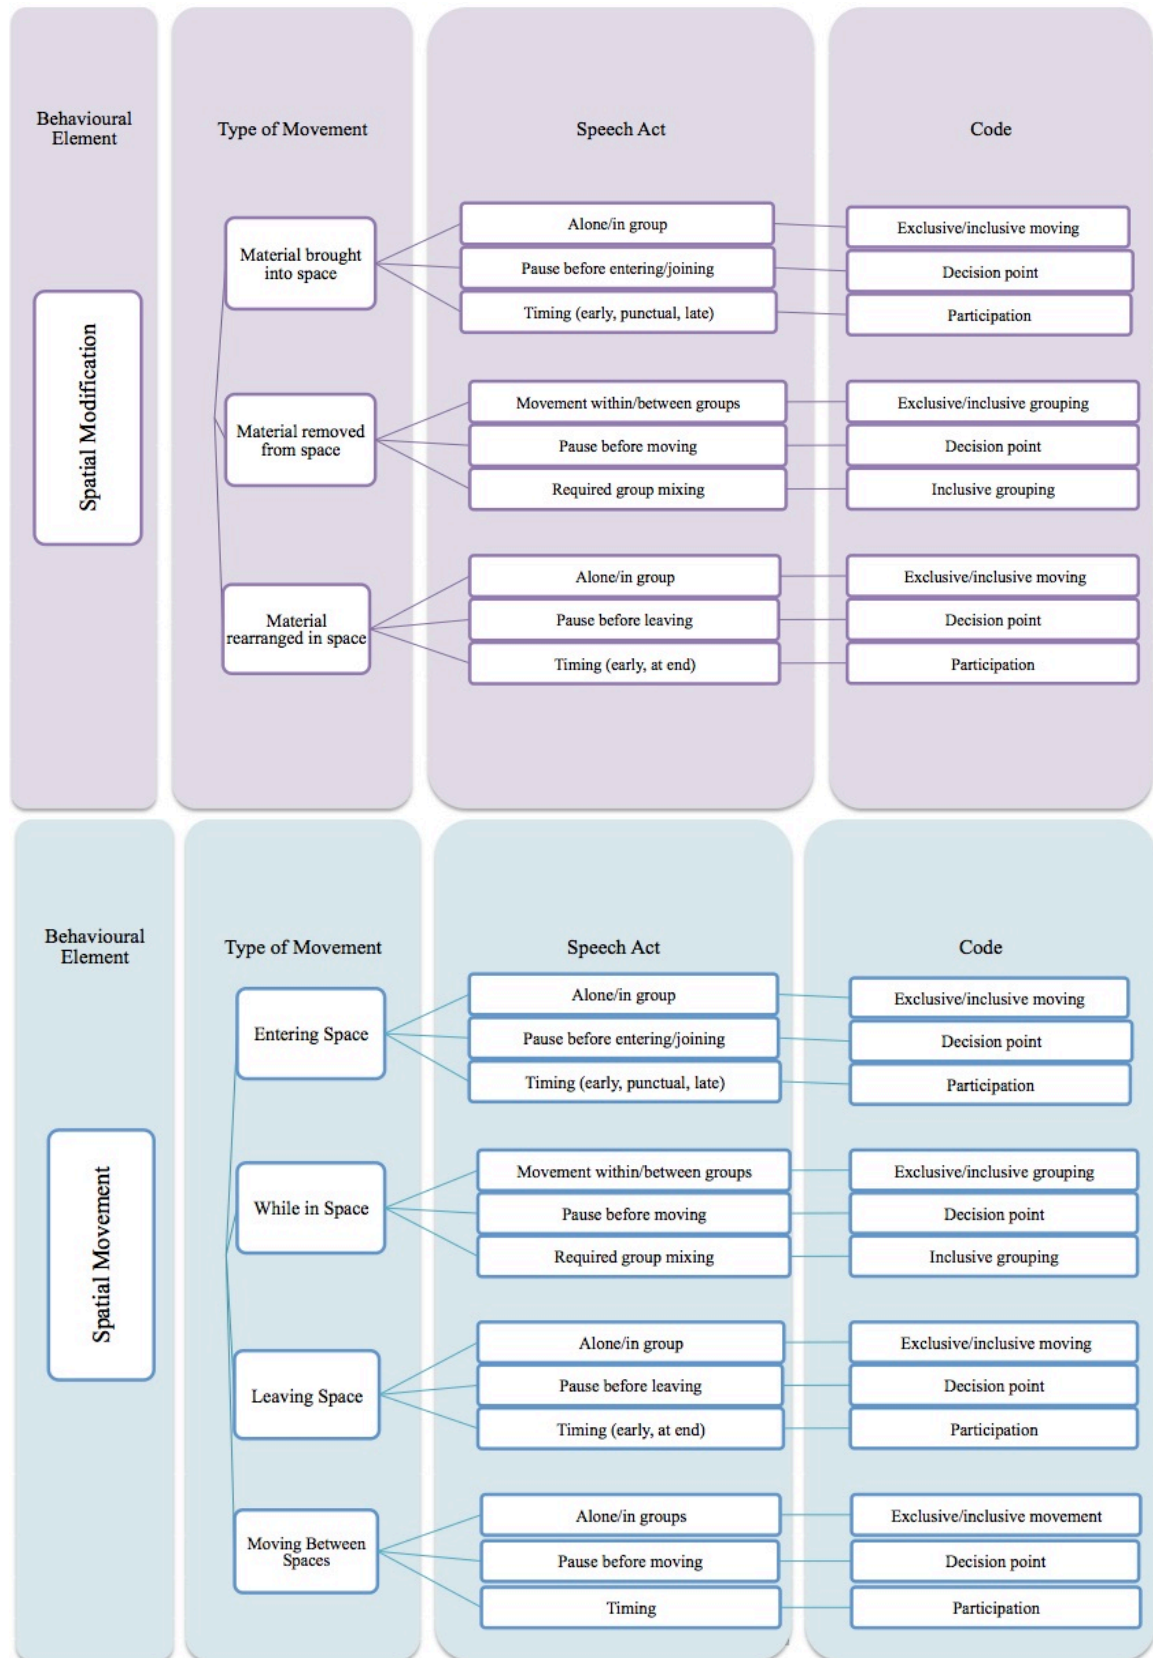 Behavioural
Element
Type of Movement
Speech Act
Code
Spatial Modification
Material brought
into space
Alone/in group
Exclusive/inclusive moving
Pause before entering/joining
Decision point
Timing (early, punctual, late)
Participation
Material removed
from space
Movement within/between groups
Exclusive/inclusive grouping
Pause before moving
Decision point
Required group mixing
Inclusive grouping
Material
rearranged in space
Alone/in group
Exclusive/inclusive moving
Pause before leaving
Decision point
Timing (early, at end)
Participation
Behavioural
Element
Type of Movement
Speech Act
Code
Spatial Movement
Entering Space
Alone/in group
Exclusive/inclusive moving
Pause before entering/joining
Decision point
Timing (early, punctual, late)
Participation
While in Space
Movement within/between groups
Exclusive/inclusive grouping
Pause before moving
Decision point
Required group mixing
Inclusive grouping
Leaving Space
Alone/in group
Exclusive/inclusive moving
Pause before leaving
Decision point
Timing (early, at end)
Participation
Moving Between
Spaces
Alone/in groups
Exclusive/inclusive movement
Pause before moving
Decision point
Timing
Participation